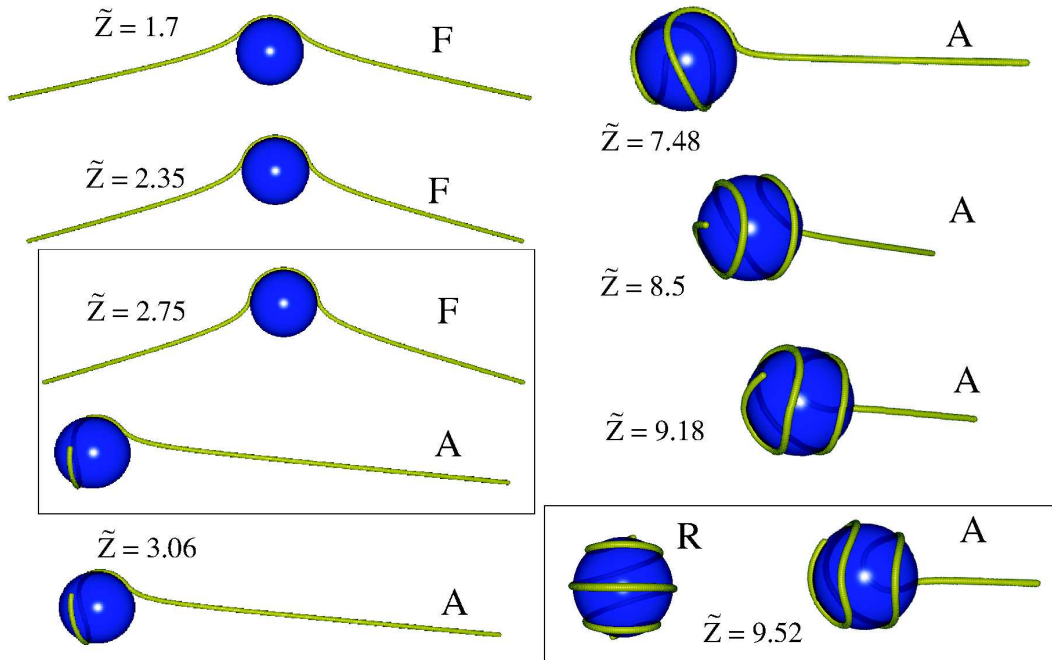 Z̃ = 1.7
F
Z̃ = 2.35
F
Z̃ = 2.75
F
A
Z̃ = 3.06
A
A
Z̃ = 7.48
A
Z̃ = 8.5
A
Z̃ = 9.18
R
A
Z̃ = 9.52